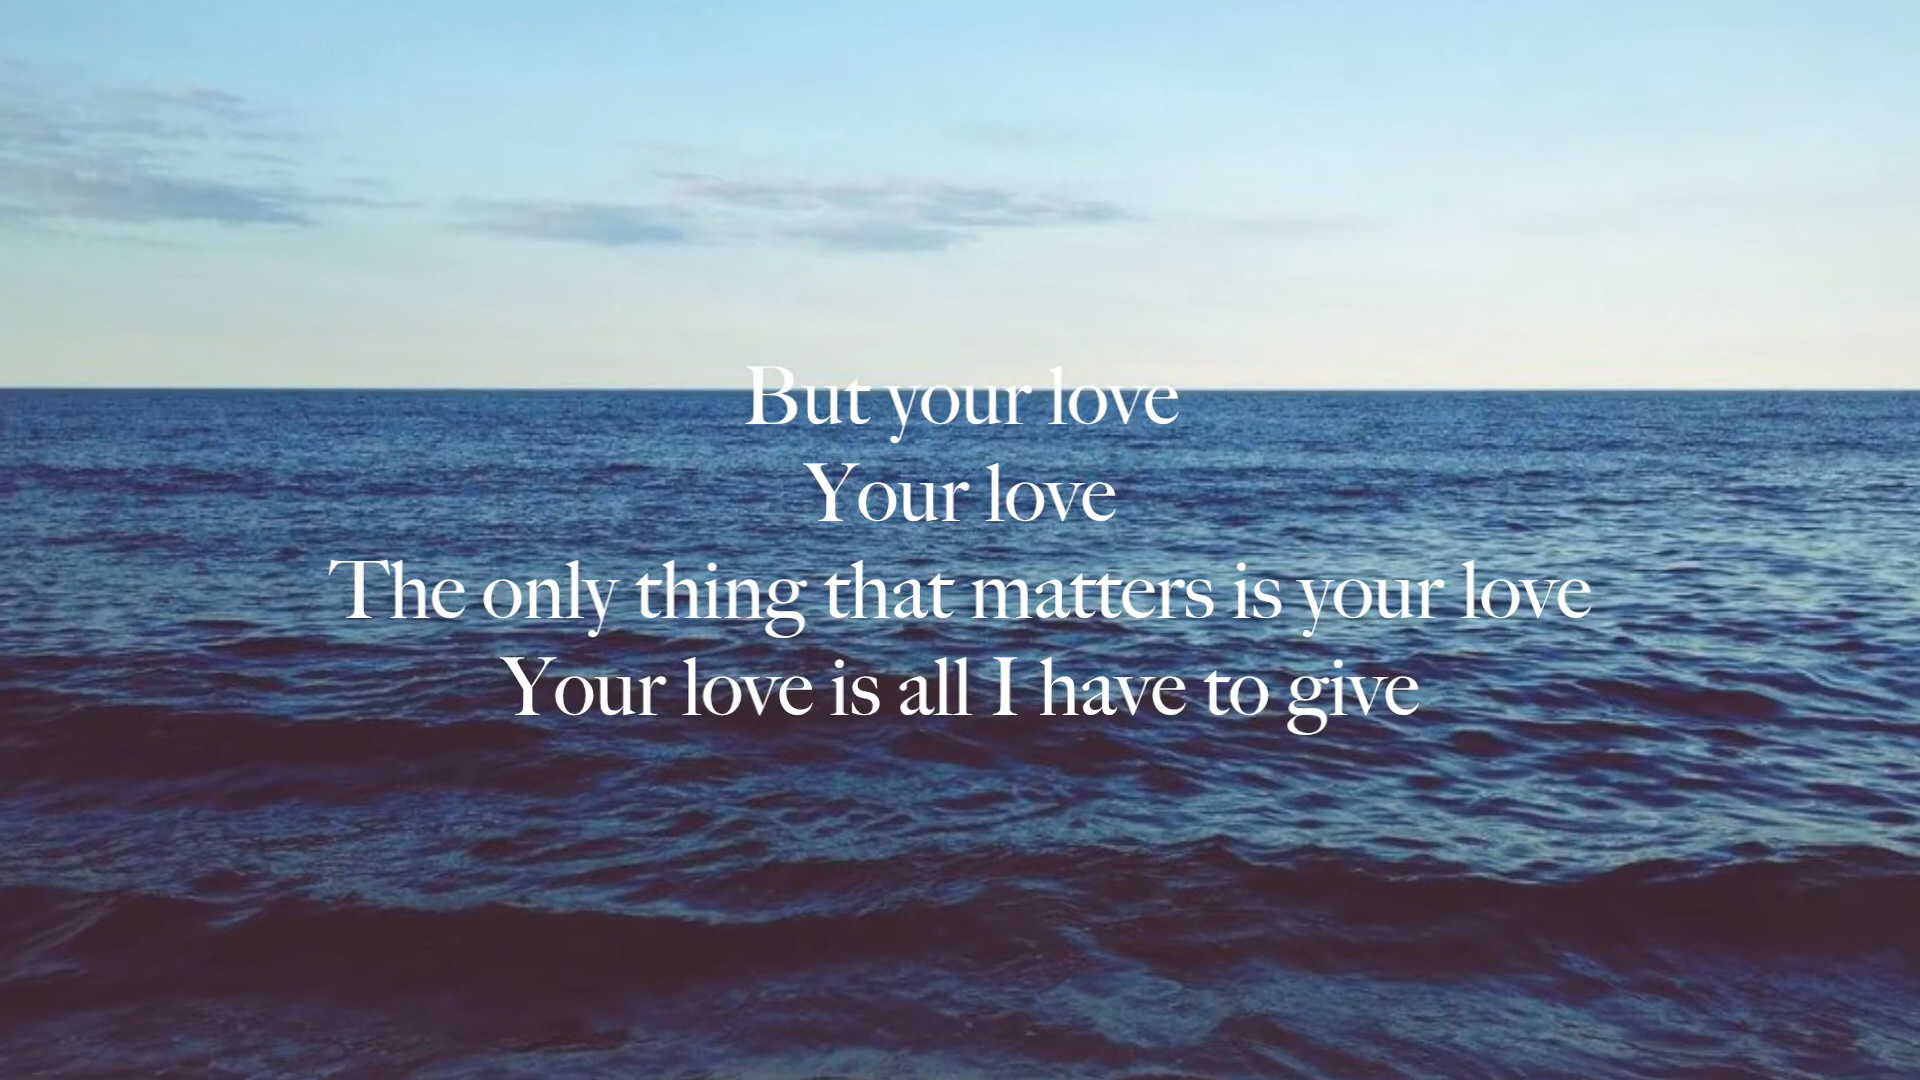 But your love
Your love
The only thing that matters is your love
Your love is all I have to give